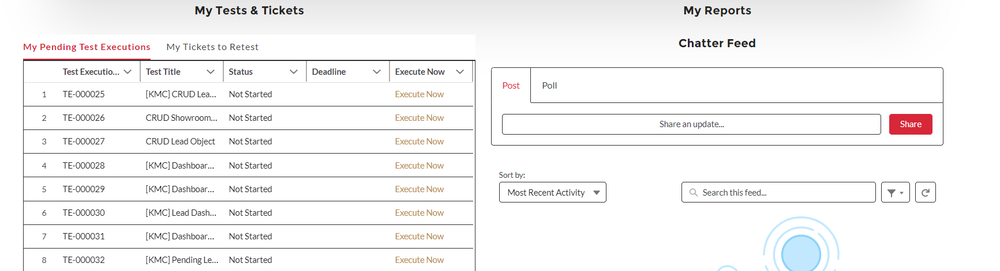 My Tests & Tickets
My Reports
My Pending Test Executions
My Tickets to Retest
Test Executio... Test Title Status Deadline Execute Now
1 TE-000025 [KMC] CRUD Lea... Not Started Execute Now
2 TE-000026 CRUD Showroom... Not Started Execute Now
3 TE-000027 CRUD Lead Object Not Started Execute Now
4 TE-000028 [KMC] Dashboar... Not Started Execute Now
5 TE-000029 [KMC] Dashboar... Not Started Execute Now
6 TE-000030 [KMC] Lead Dash... Not Started Execute Now
7 TE-000031 [KMC] Dashboar... Not Started Execute Now
8 TE-000032 [KMC] Pending Le... Not Started Execute Now
Chatter Feed
Post Poll
Share an update... Share
Sort by:
Most Recent Activity Search this feed...